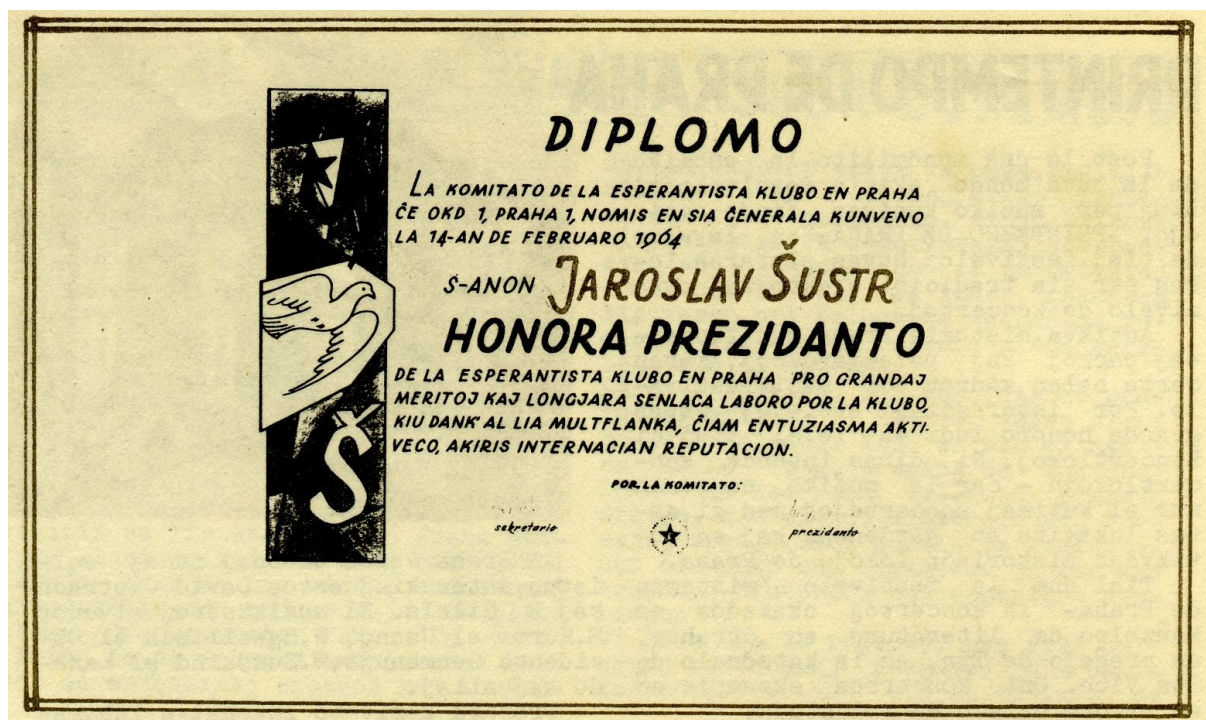 DIPLOMO
LA KOMITATO DE LA ESPERANTISTA KLUBO EN PRAHA
ĈE OKD 1, PRAHA 1, NOMIS EN SIA ĜENERALA KUNVENO
LA 14-AN DE FEBRUARO 1964
S-ANON JAROSLAV ŠUSTR
HONORA PREZIDANTO
DE LA ESPERANTISTA KLUBO EN PRAHA PRO GRANDAJ
MERITOJ KAJ LONGJARA SENLACA LABORO POR LA KLUBO,
KIU DANK' AL LIA MULTFLANKA, ĈIAM ENTUZIASMA AKTI-
VECO, AKIRIS INTERNACIAN REPUTACION.
POR LA KOMITATO:
sekretario prezidanto
Š